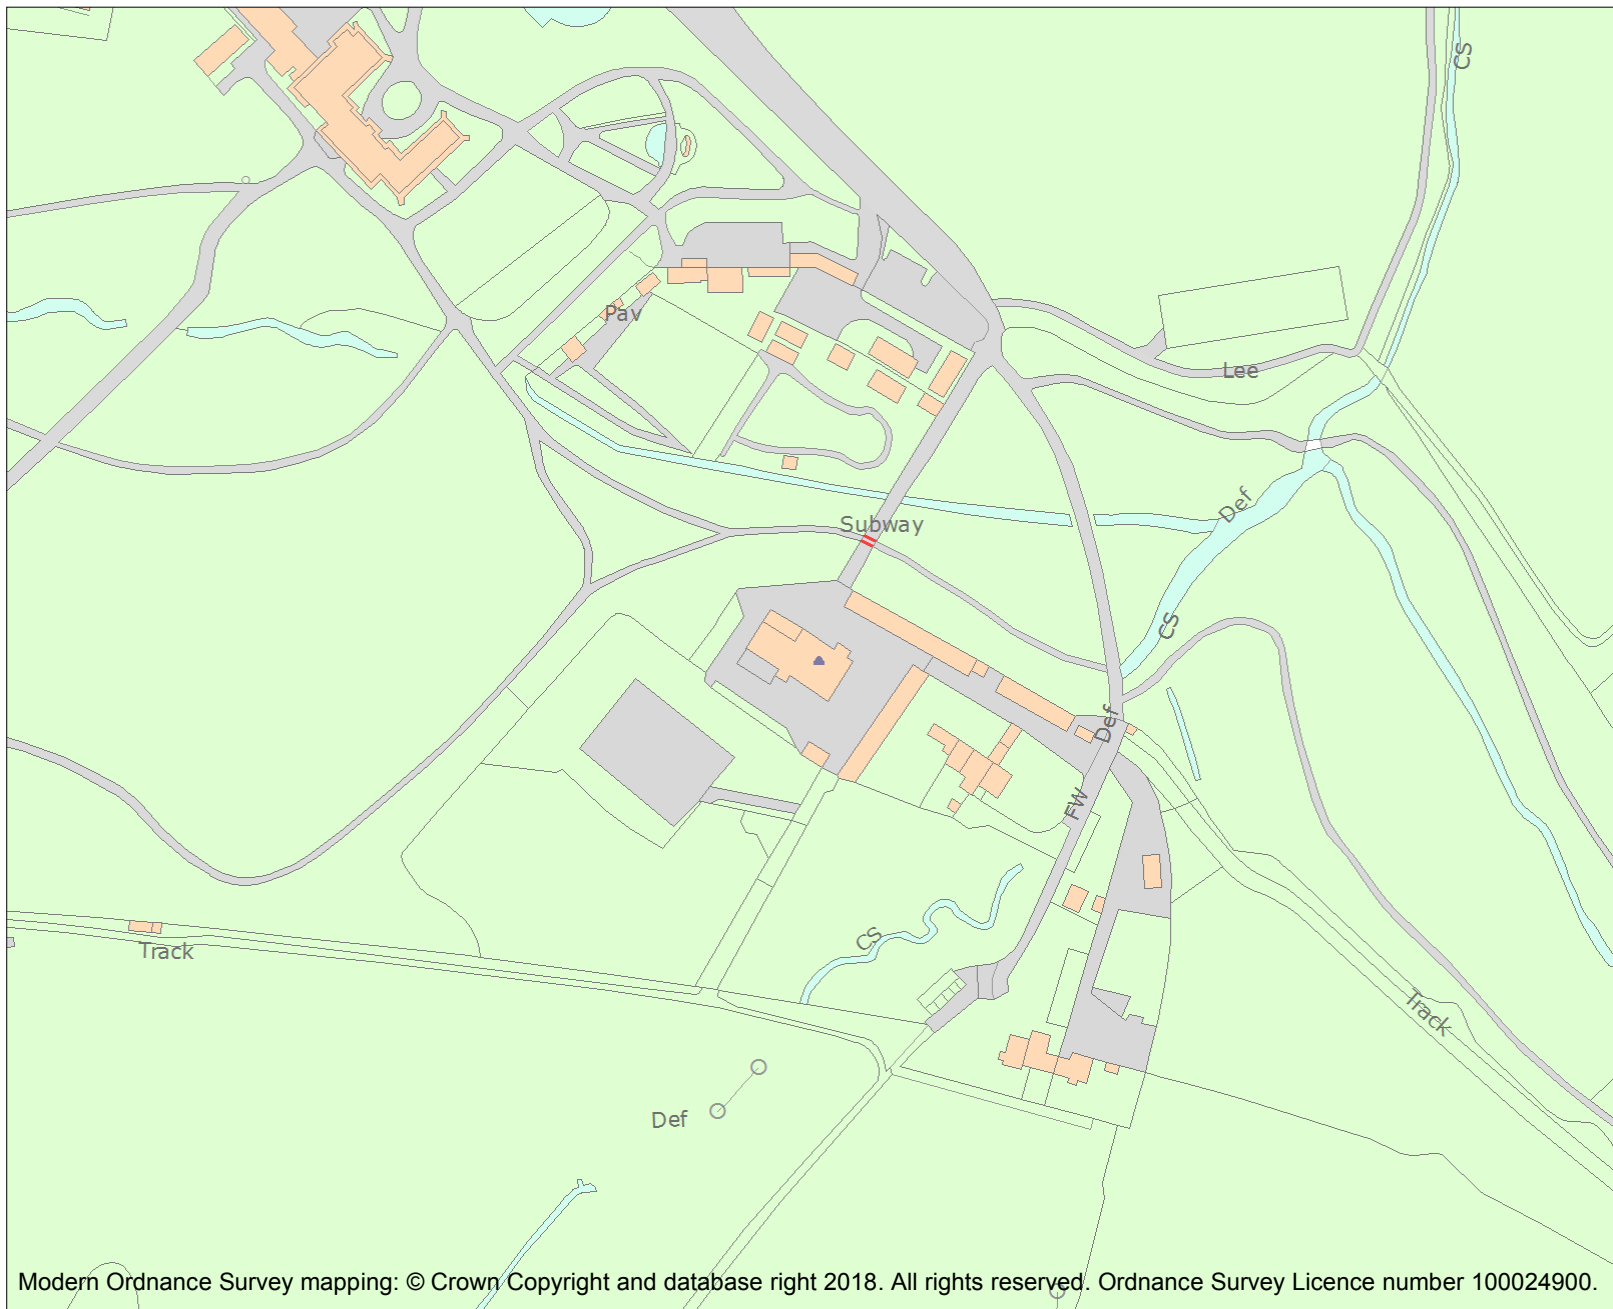 CS
Pav
Lee
Def
Subway
CS
Def
FW
CS
Track
Track
Def
Modern Ordnance Survey mapping: © Crown Copyright and database right 2018. All rights reserved. Ordnance Survey Licence number 100024900.